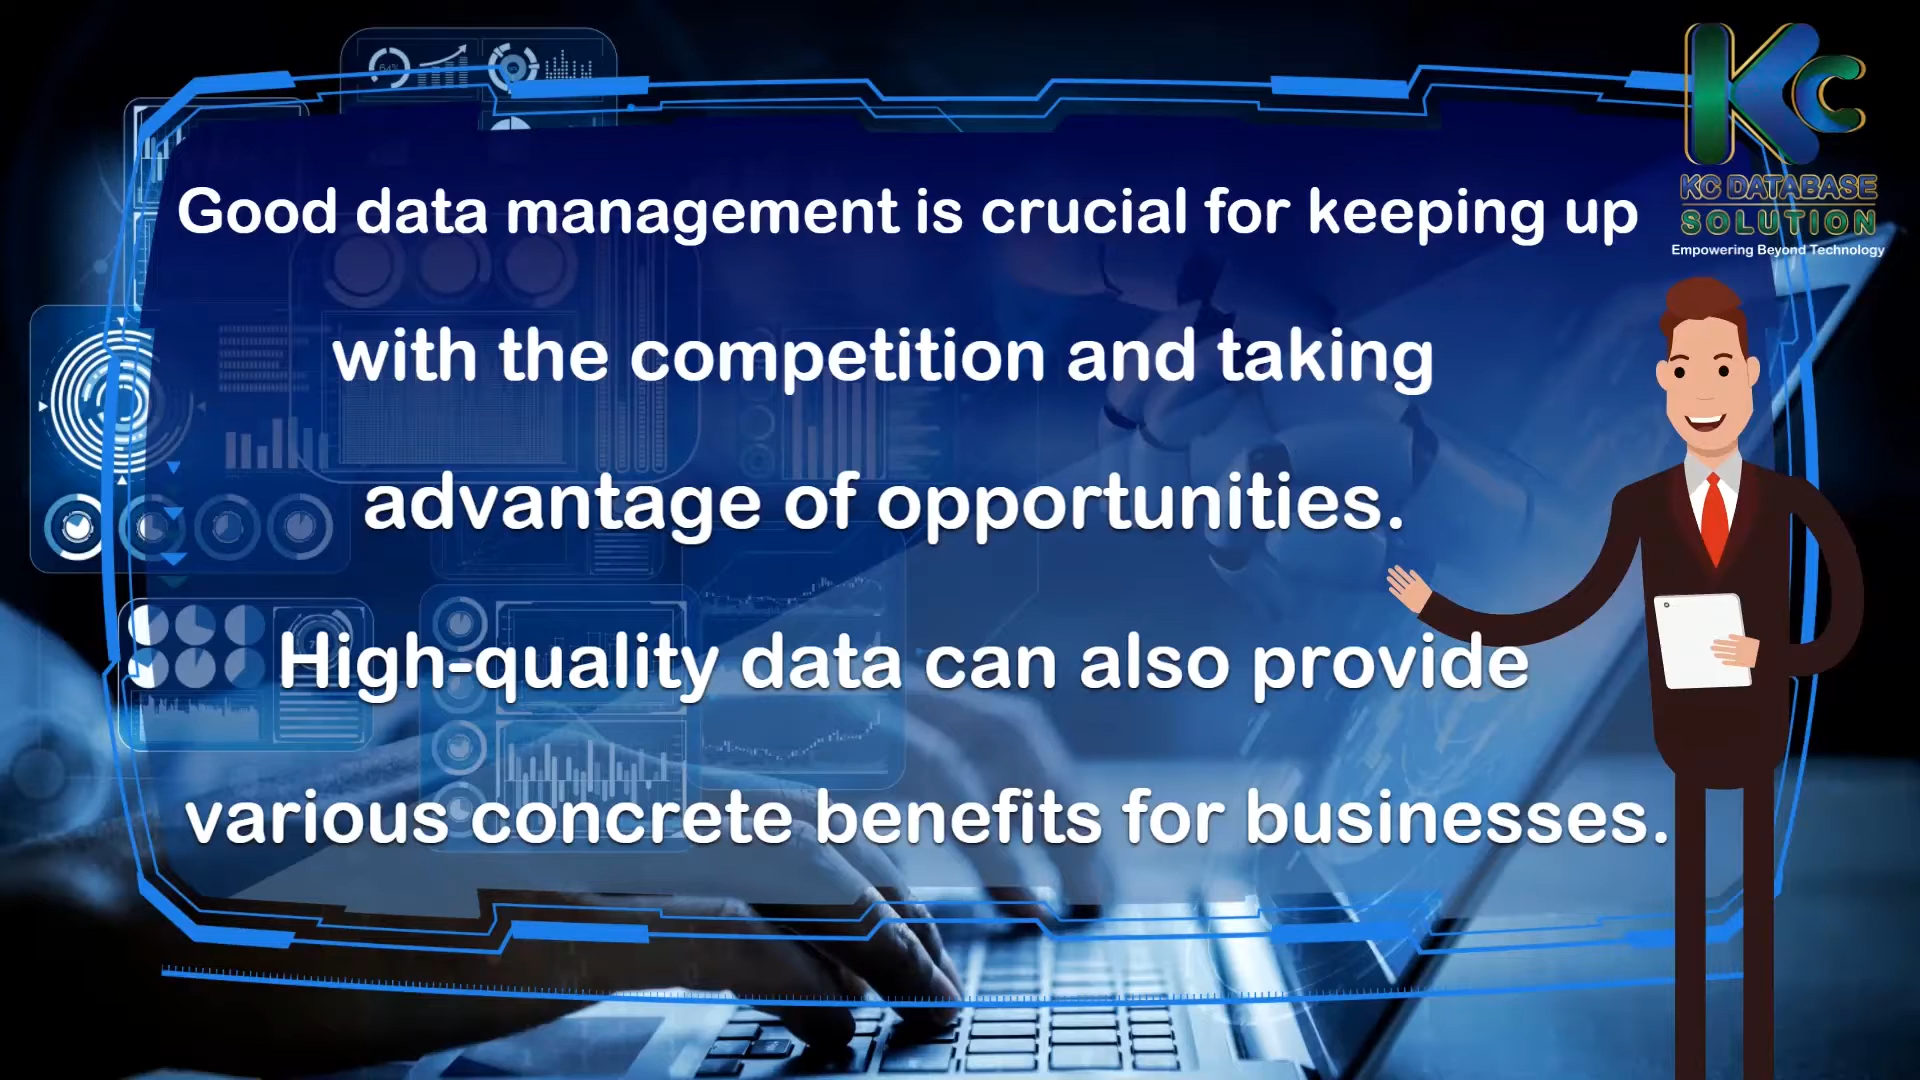 Good data management is crucial for keeping up
with the competition and taking
advantage of opportunities.
High-quality data can also provide
various concrete benefits for businesses.
KC
KC DATABASE
SOLUTION
Empowering Beyond Technology